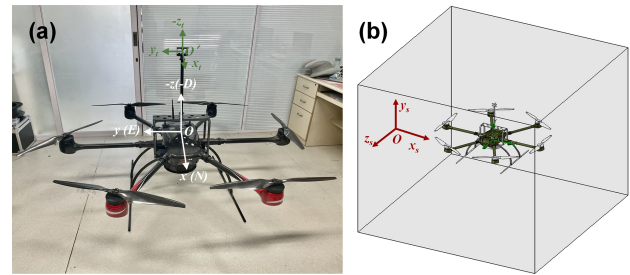 (a)
-z_t
y_t O'
x_t
-z(-D)
y (E) O
x (N)
(b)
y_s
z_s O x_s